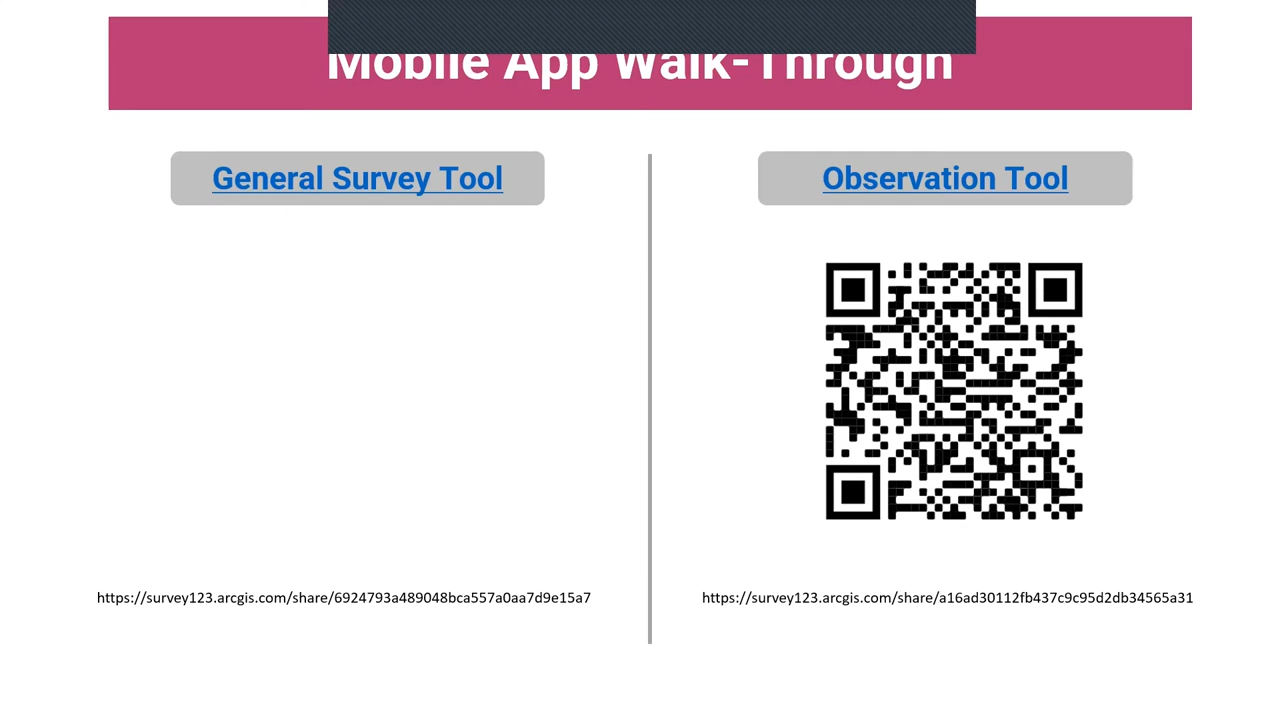 Mobile App Walk-Through
General Survey Tool
Observation Tool
https://survey123.arcgis.com/share/6924793a489048bca557a0aa7d9e15a7
https://survey123.arcgis.com/share/a16ad30112fb437c9c95d2db34565a31